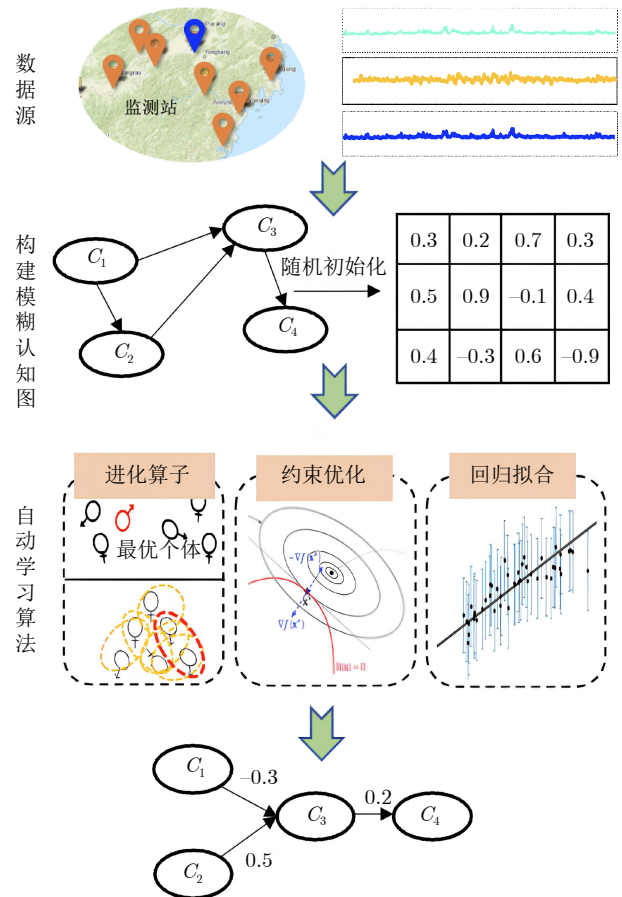 数据源
Pujiang
Yongkang
监测站
构建模糊认知图
C₁
C₂
C₃
C₄
随机初始化
0.3 0.2 0.7 0.3
0.5 0.9 –0.1 0.4
0.4 –0.3 0.6 –0.9
自动学习算法
进化算子
最优个体
约束优化
–∇f(x*)
x*
∇f(x*)
回归拟合
C₁
–0.3
C₃
0.2
C₄
C₂
0.5